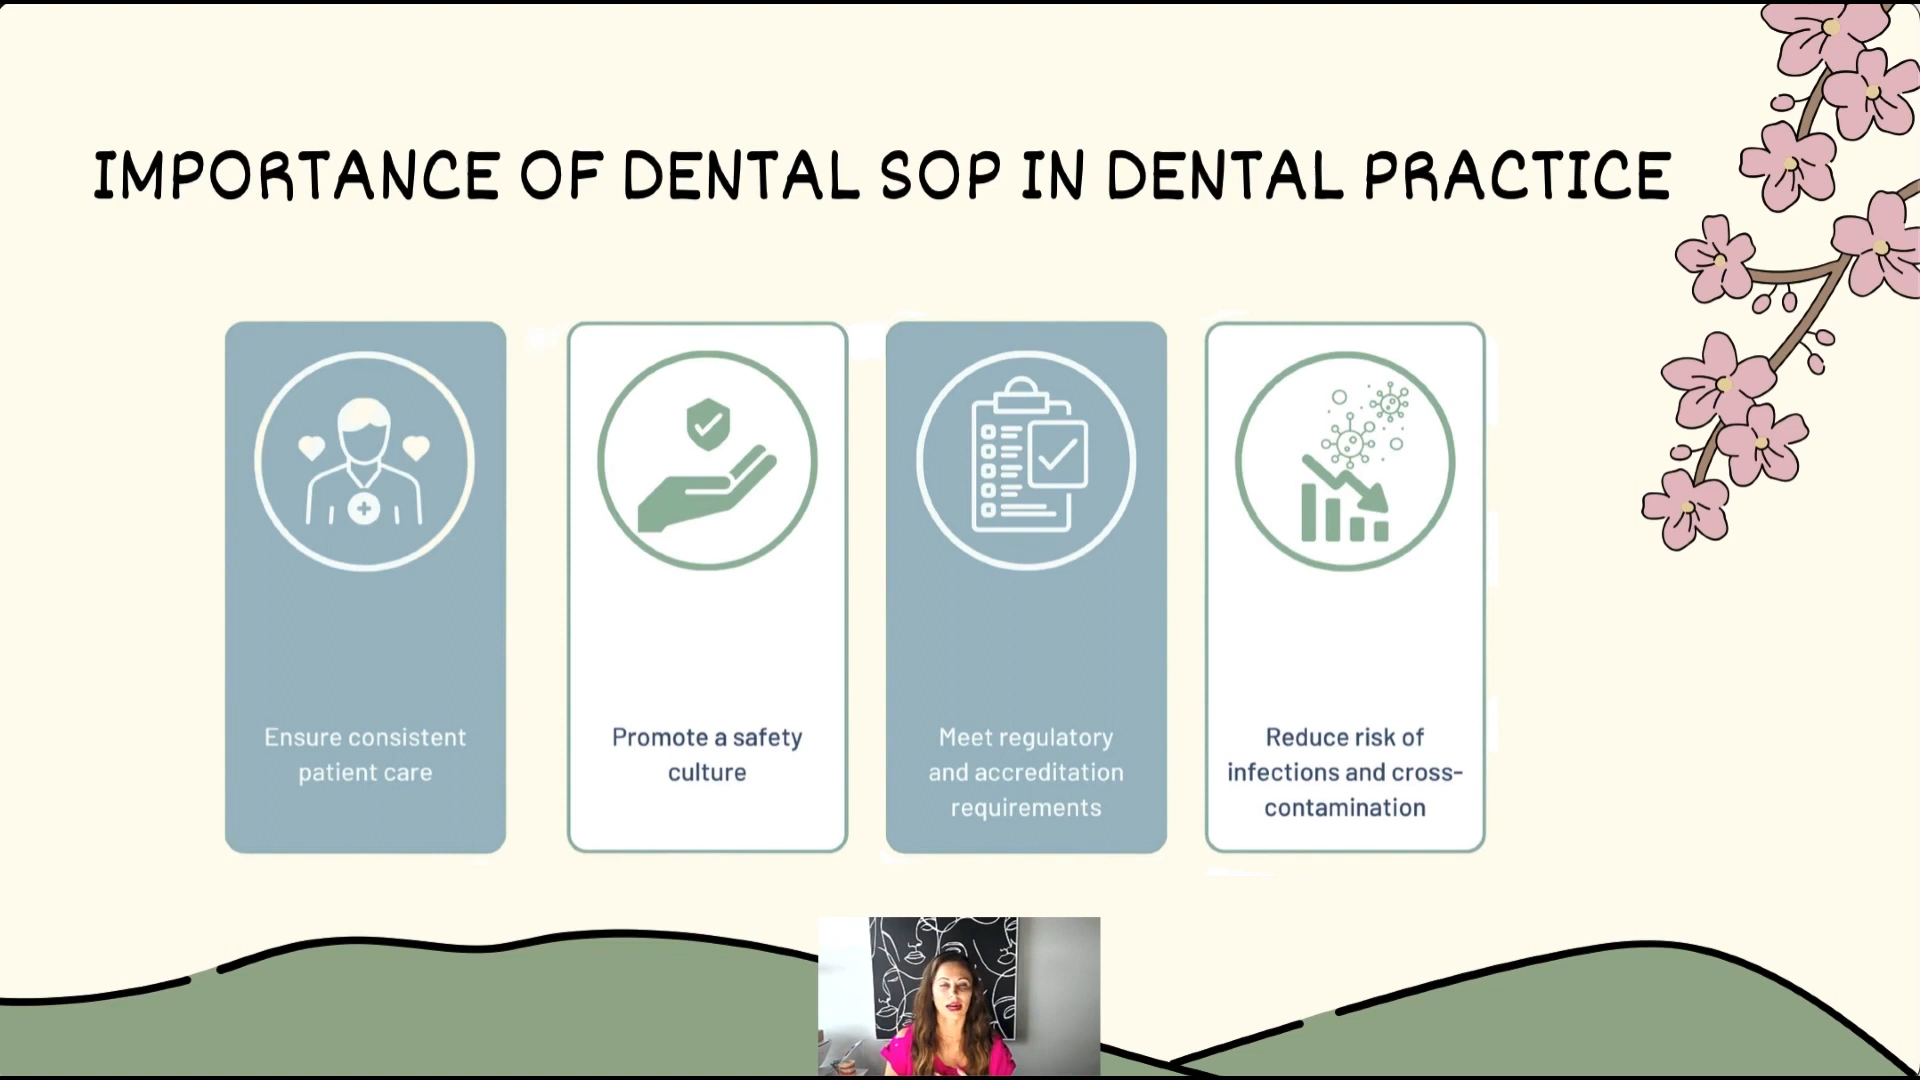 IMPORTANCE OF DENTAL SOP IN DENTAL PRACTICE
Ensure consistent
patient care
Promote a safety
culture
Meet regulatory
and accreditation
requirements
Reduce risk of
infections and cross-
contamination